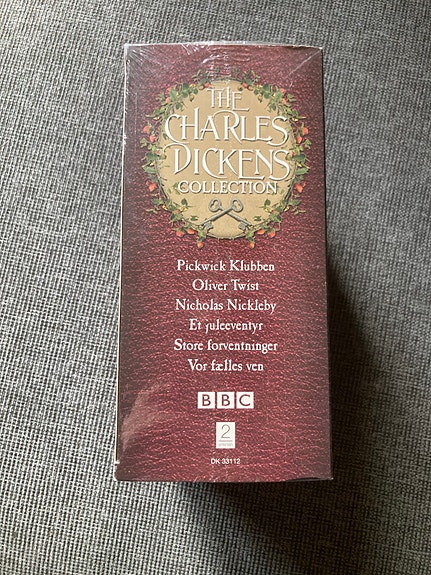 THE
CHARLES
DICKENS
COLLECTION
Pickwick Klubben
Oliver Twist
Nicholas Nickleby
Et juleeventyr
Store forventninger
Vor fælles ven
BBC
2
DK 33112